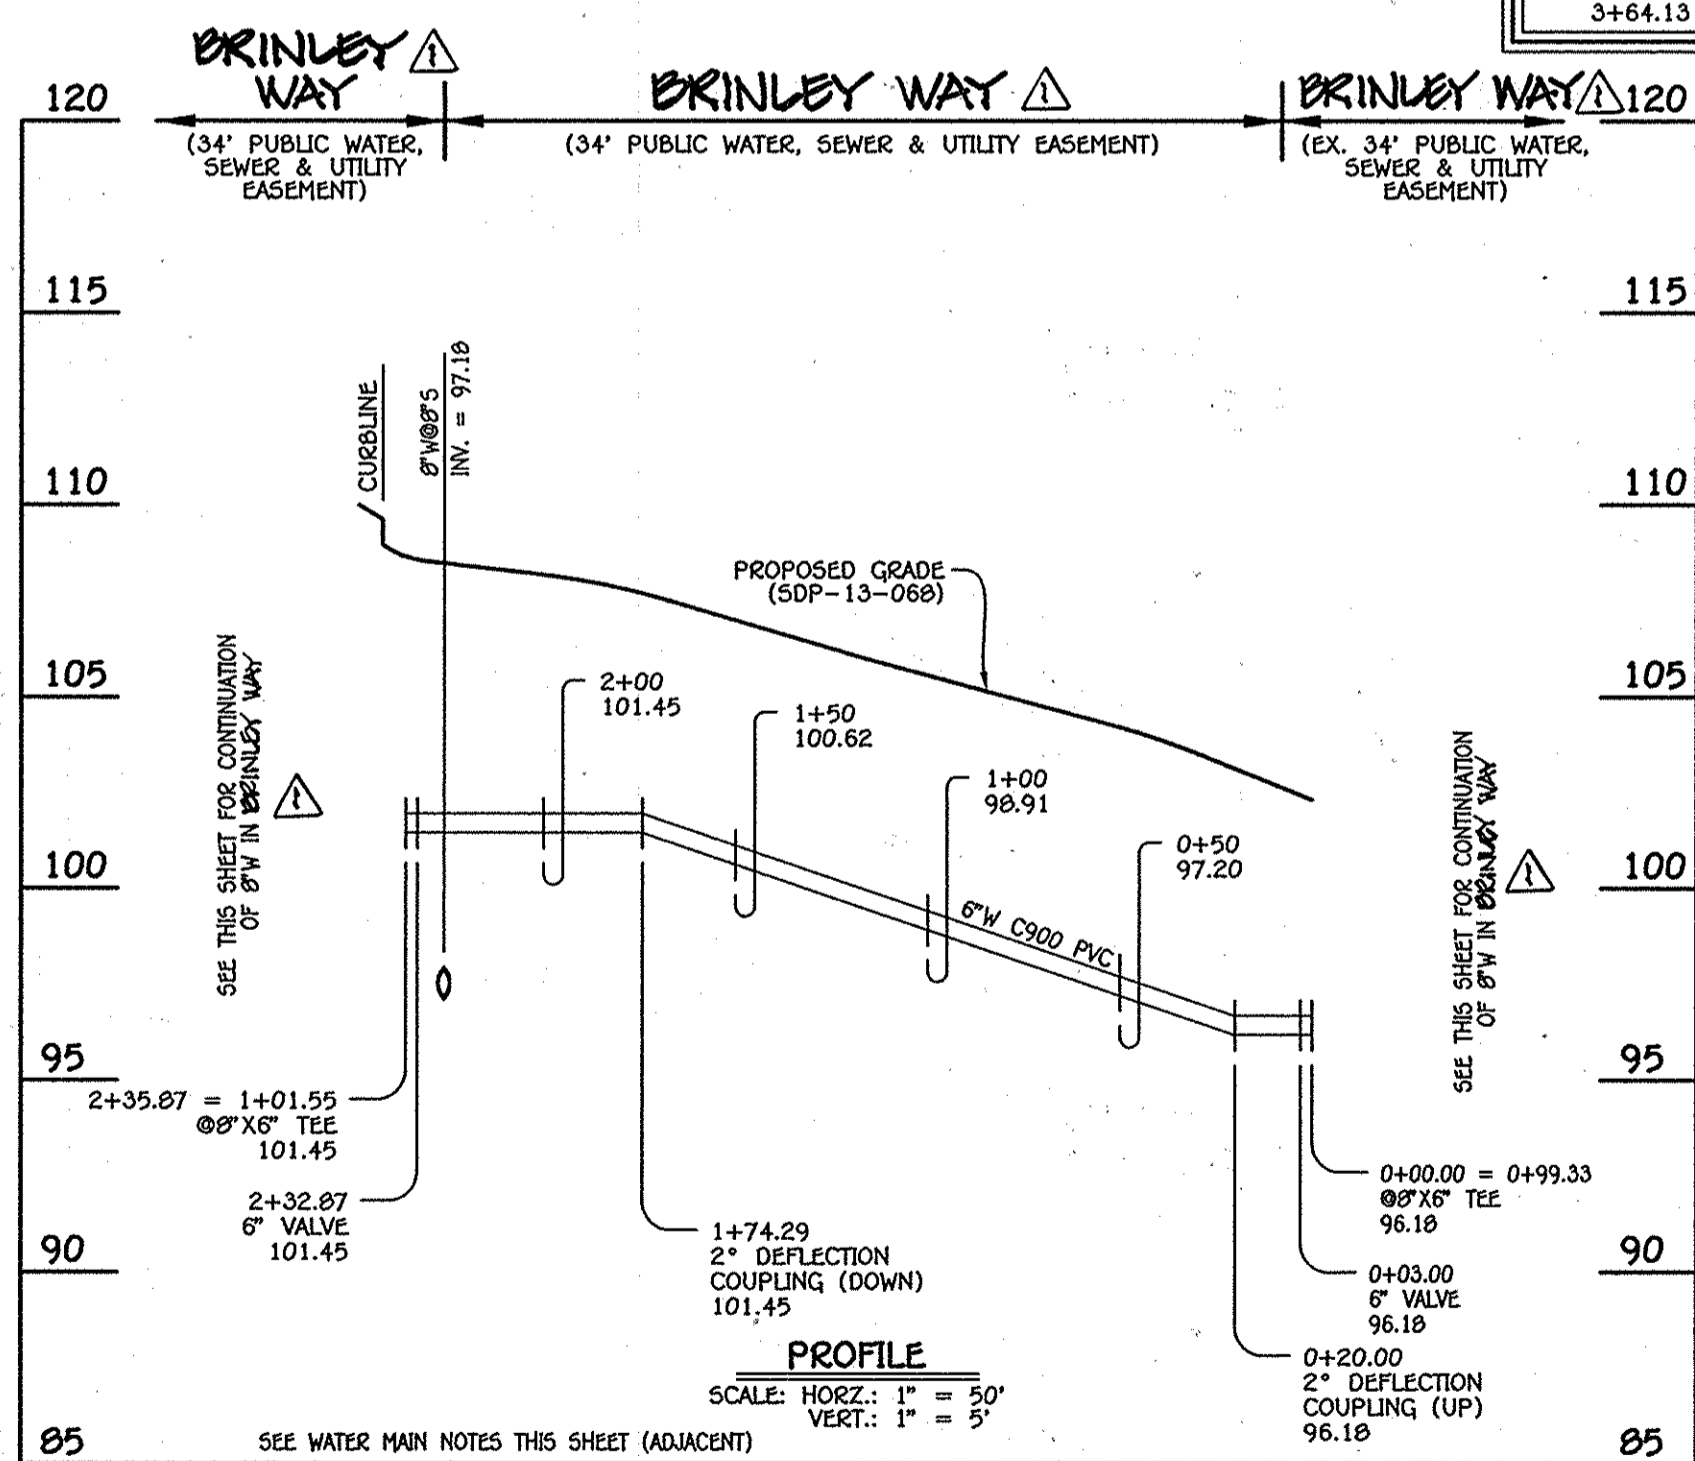 3+64.13
BRINLEY WAY
1
BRINLEY WAY
1
BRINLEY WAY
1
120
120
(34' PUBLIC WATER,
SEWER & UTILITY
EASEMENT)
(34' PUBLIC WATER, SEWER & UTILITY EASEMENT)
(EX. 34' PUBLIC WATER,
SEWER & UTILITY
EASEMENT)
115
115
CURBLINE
8"W@8"S
INV. = 97.18
110
110
PROPOSED GRADE
(SDP-13-068)
105
105
SEE THIS SHEET FOR CONTINUATION
OF 8"W IN BRINLEY WAY
1
2+00
101.45
1+50
100.62
1+00
98.91
0+50
97.20
6"W C900 PVC
SEE THIS SHEET FOR CONTINUATION
OF 8"W IN BRINLEY WAY
1
100
100
95
95
2+35.87 = 1+01.55
@8"X6" TEE
101.45
2+32.87
6" VALVE
101.45
1+74.29
2° DEFLECTION
COUPLING (DOWN)
101.45
0+00.00 = 0+99.33
@8"X6" TEE
96.18
0+03.00
6" VALVE
96.18
0+20.00
2° DEFLECTION
COUPLING (UP)
96.18
90
90
PROFILE
SCALE: HORZ.: 1" = 50'
VERT.: 1" = 5'
85
SEE WATER MAIN NOTES THIS SHEET (ADJACENT)
85